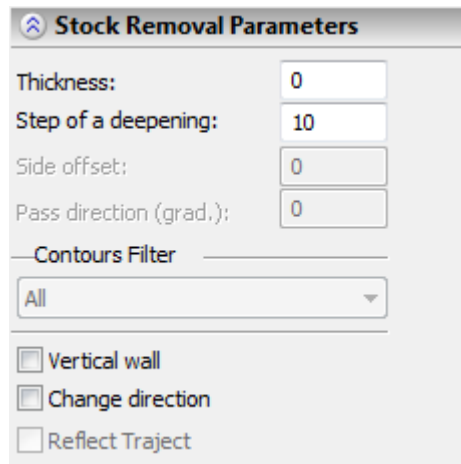 Stock Removal Parameters
Thickness: 0
Step of a deepening: 10
Side offset: 0
Pass direction (grad.): 0
Contours Filter
All
Vertical wall
Change direction
Reflect Traject